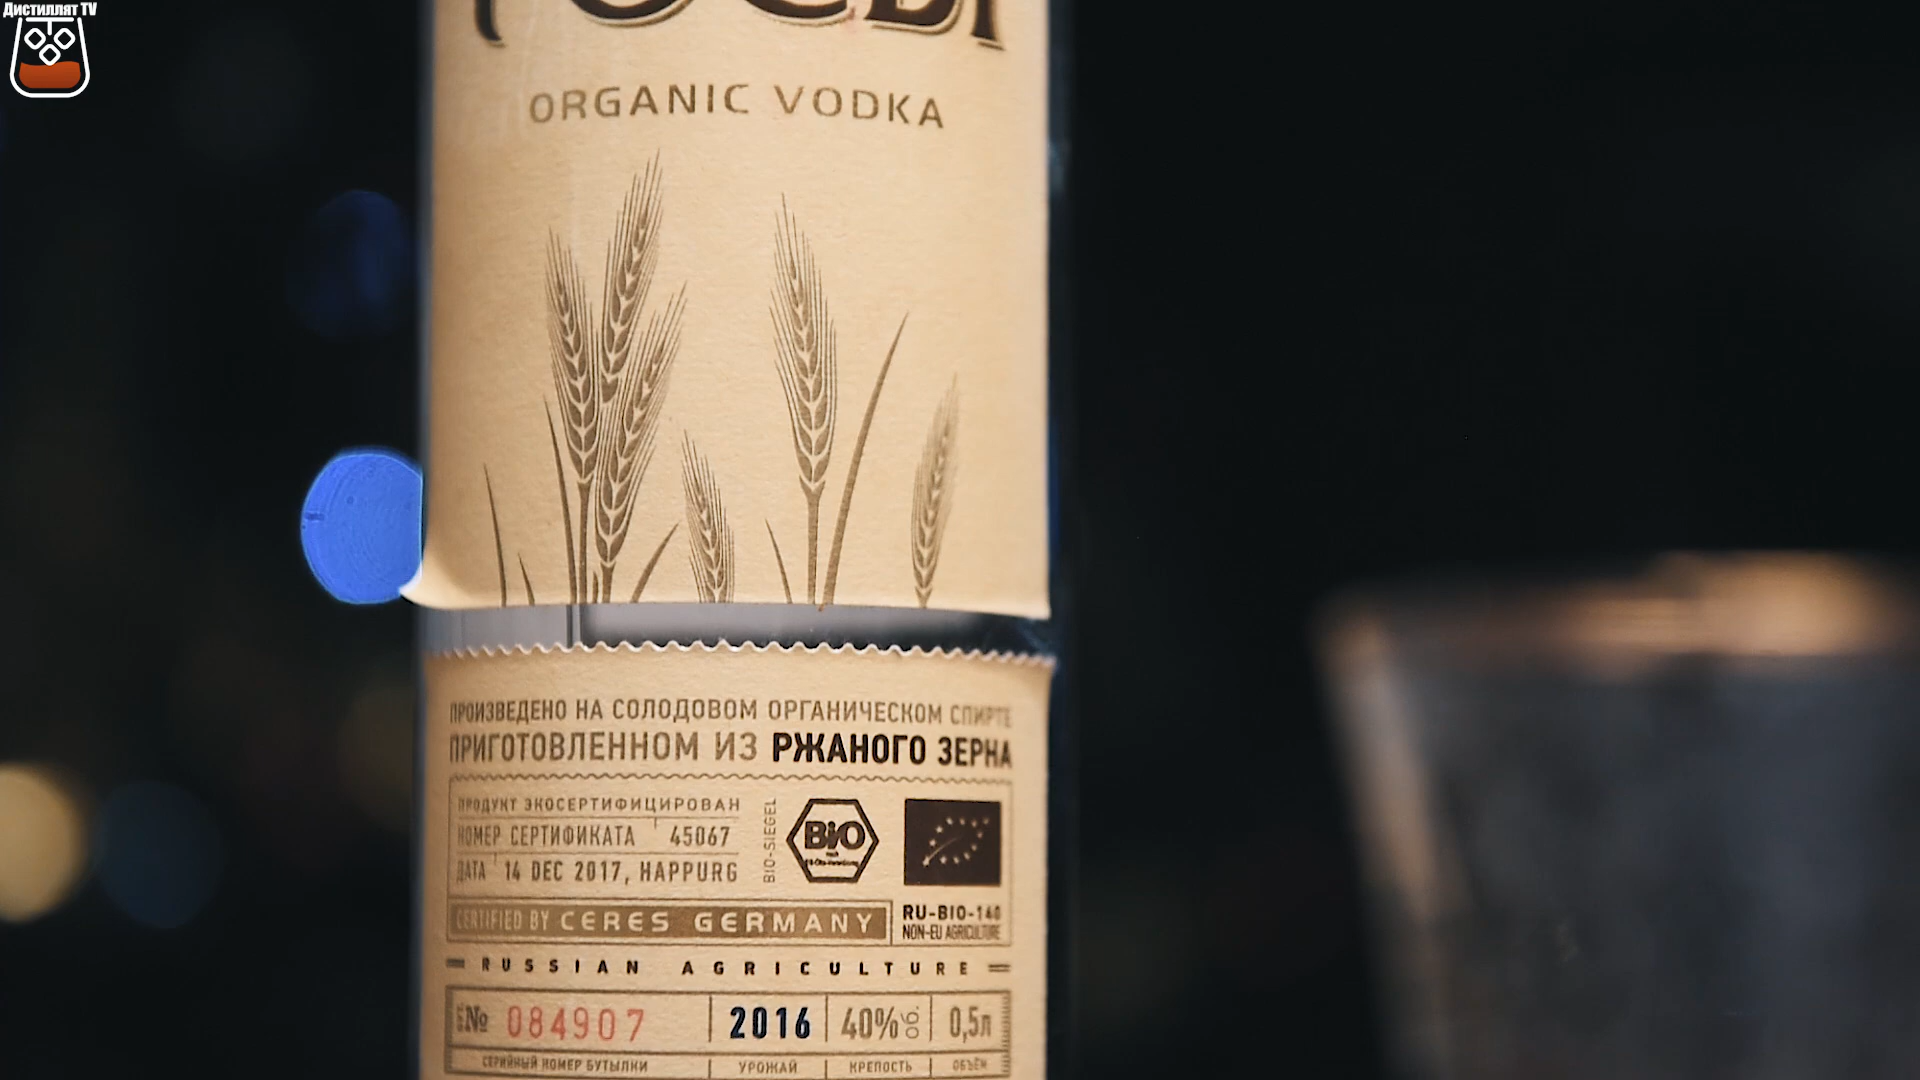 Дистиллят TV
ORGANIC VODKA
ПРОИЗВЕДЕНО НА СОЛОДОВОМ ОРГАНИЧЕСКОМ СПИРТЕ
ПРИГОТОВЛЕННОМ ИЗ РЖАНОГО ЗЕРНА
ПРОДУКТ ЭКОСЕРТИФИЦИРОВАН
НОМЕР СЕРТИФИКАТА 45067
ДАТА 14 DEC 2017, HAPPURG
BIO-SIEGEL
Bio
CERTIFIED BY CERES GERMANY
RU-BIO-140
NON-EU AGRICULTURE
RUSSIAN AGRICULTURE
№ 084907 2016 40% об. 0,5л
СЕРИЙНЫЙ НОМЕР БУТЫЛКИ УРОЖАЙ КРЕПОСТЬ ОБЪЁМ